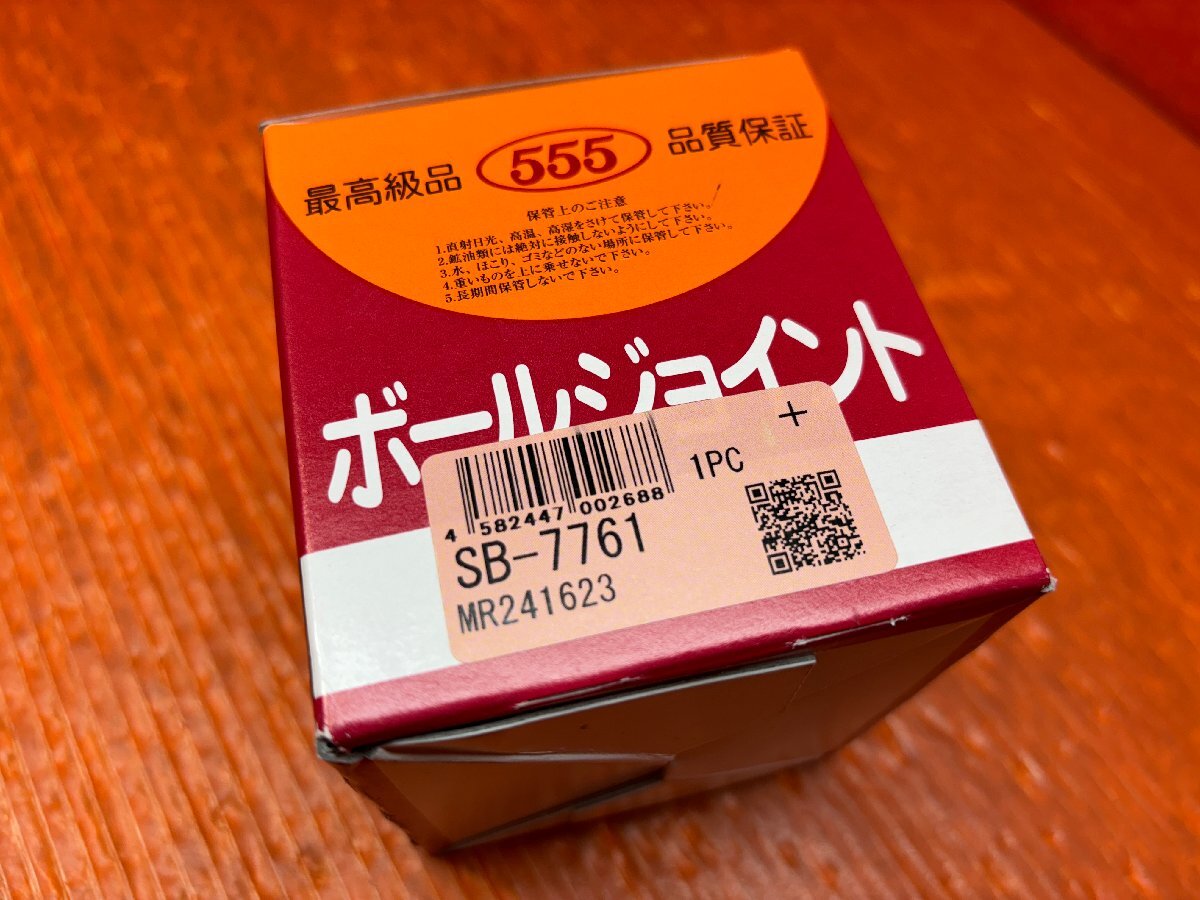 最高級品 555 品質保証
保管上のご注意
1.直射日光、高温、高湿をさけて保管して下さい。
2.鉱油類には絶対に接触しないようにして下さい。
3.水、ほこり、ゴミなどのない場所に保管して下さい。
4.重いものを上に乗せないで下さい。
5.長期間保管しないで下さい。
ボールジョイント
1PC +
4 582447 002688
SB-7761
MR241623